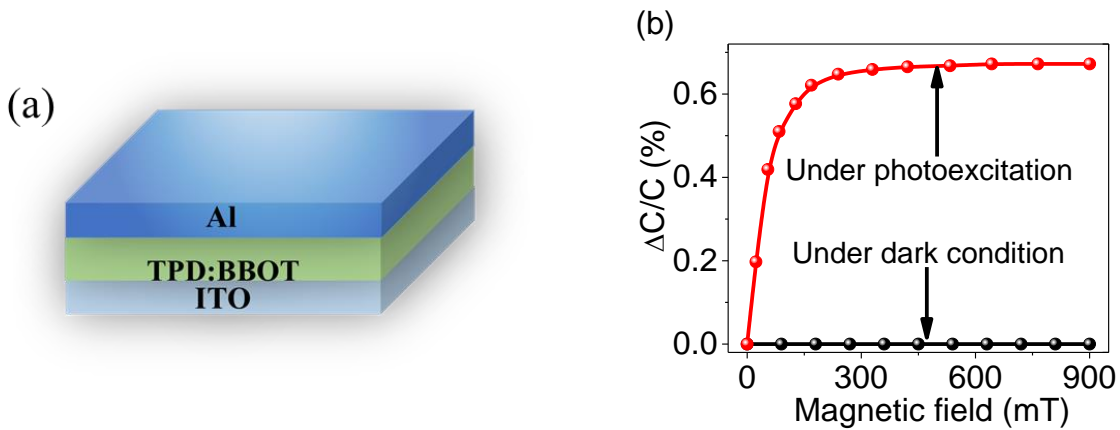 (a)
Al
TPD:BBOT
ITO
(b)
ΔC/C (%)
0.6
0.4
0.2
0.0
Under photoexcitation
Under dark condition
0 300 600 900
Magnetic field (mT)